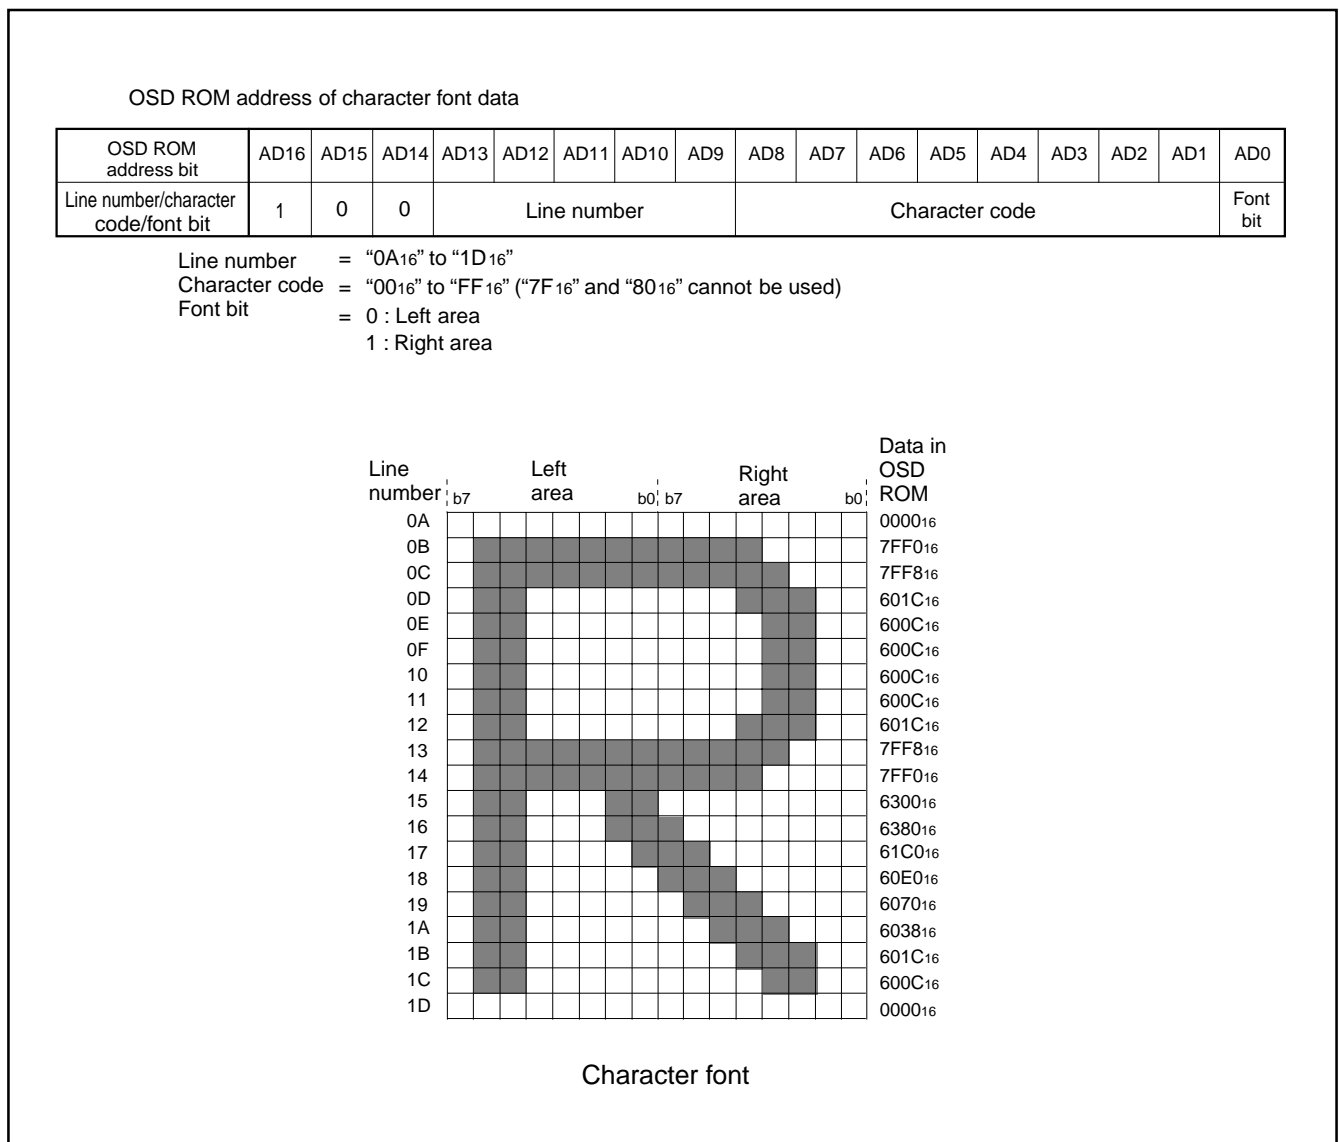 OSD ROM address of character font data
OSD ROM address bit AD16 AD15 AD14 AD13 AD12 AD11 AD10 AD9 AD8 AD7 AD6 AD5 AD4 AD3 AD2 AD1 AD0
Line number/character code/font bit 1 0 0 Line number Character code Font bit
Line number = “0A16” to “1D16”
Character code = “0016” to “FF16” (“7F16” and “8016” cannot be used)
Font bit = 0 : Left area
1 : Right area
Line number Left area Right area Data in OSD ROM
b7 b0 b7 b0
0A 000016
0B 7FF016
0C 7FF816
0D 601C16
0E 600C16
0F 600C16
10 600C16
11 600C16
12 601C16
13 7FF816
14 7FF016
15 630016
16 638016
17 61C016
18 60E016
19 607016
1A 603816
1B 601C16
1C 600C16
1D 000016
Character font